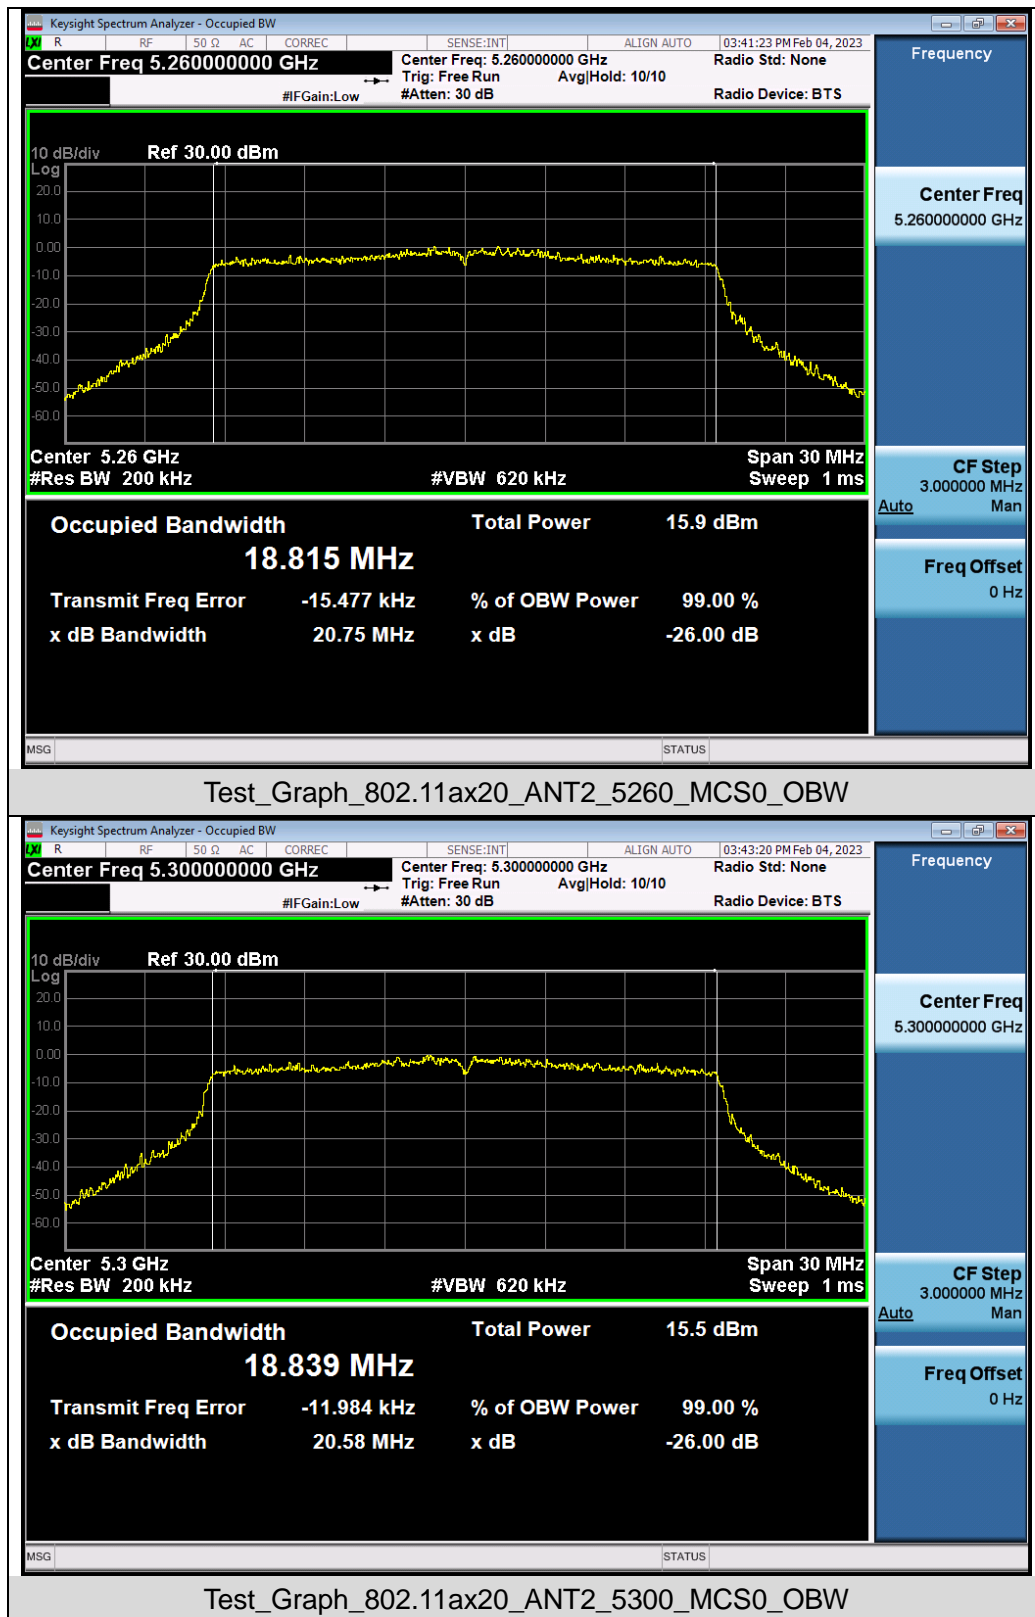 Keysight Spectrum Analyzer - Occupied BW
LXI R RF 50 Ω AC CORREC SENSE:INT ALIGN AUTO 03:41:23 PM Feb 04, 2023
Center Freq 5.260000000 GHz
Center Freq: 5.260000000 GHz
Radio Std: None
Trig: Free Run Avg|Hold: 10/10
#IFGain:Low
#Atten: 30 dB
Radio Device: BTS
10 dB/div Ref 30.00 dBm
Log
20.0
10.0
0.00
-10.0
-20.0
-30.0
-40.0
-50.0
-60.0
Center 5.26 GHz
Span 30 MHz
#Res BW 200 kHz
#VBW 620 kHz
Sweep 1 ms
Occupied Bandwidth
Total Power 15.9 dBm
18.815 MHz
Transmit Freq Error -15.477 kHz % of OBW Power 99.00 %
x dB Bandwidth 20.75 MHz x dB -26.00 dB
MSG STATUS
Frequency
Center Freq
5.260000000 GHz
CF Step
3.000000 MHz
Auto Man
Freq Offset
0 Hz
Test_Graph_802.11ax20_ANT2_5260_MCS0_OBW
Keysight Spectrum Analyzer - Occupied BW
LXI R RF 50 Ω AC CORREC SENSE:INT ALIGN AUTO 03:43:20 PM Feb 04, 2023
Center Freq 5.300000000 GHz
Center Freq: 5.300000000 GHz
Radio Std: None
Trig: Free Run Avg|Hold: 10/10
#IFGain:Low
#Atten: 30 dB
Radio Device: BTS
10 dB/div Ref 30.00 dBm
Log
20.0
10.0
0.00
-10.0
-20.0
-30.0
-40.0
-50.0
-60.0
Center 5.3 GHz
Span 30 MHz
#Res BW 200 kHz
#VBW 620 kHz
Sweep 1 ms
Occupied Bandwidth
Total Power 15.5 dBm
18.839 MHz
Transmit Freq Error -11.984 kHz % of OBW Power 99.00 %
x dB Bandwidth 20.58 MHz x dB -26.00 dB
MSG STATUS
Frequency
Center Freq
5.300000000 GHz
CF Step
3.000000 MHz
Auto Man
Freq Offset
0 Hz
Test_Graph_802.11ax20_ANT2_5300_MCS0_OBW